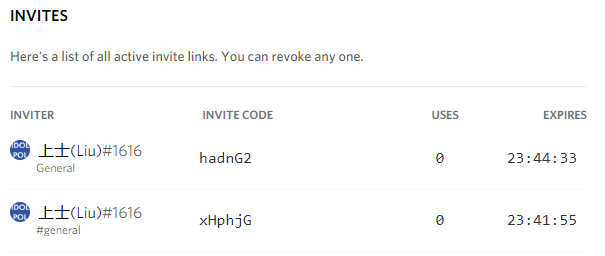 INVITES
Here's a list of all active invite links. You can revoke any one.
INVITER INVITE CODE USES EXPIRES
IDOL
POL
上士(Liu)#1616 hadnG2 0 23:44:33
General
IDOL
POL
上士(Liu)#1616 xHphjG 0 23:41:55
#general